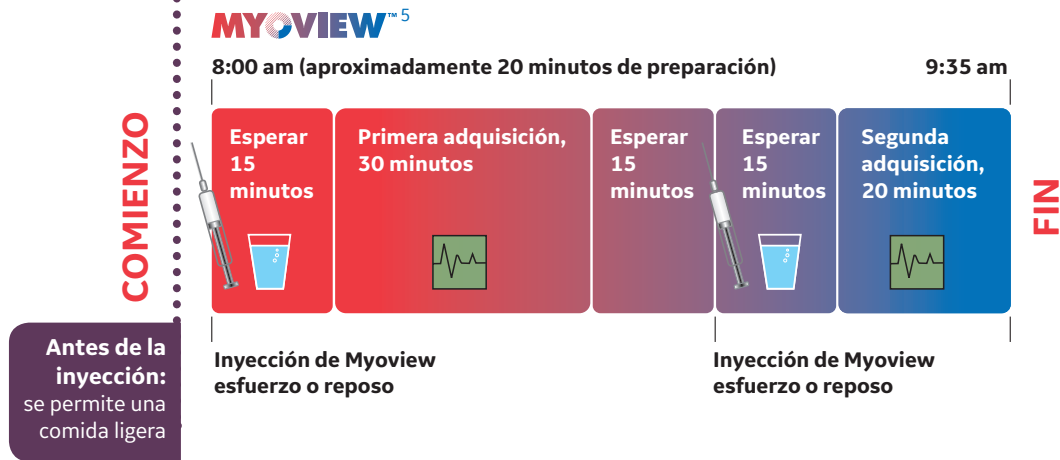 MYOVIEW™ 5
8:00 am (aproximadamente 20 minutos de preparación)
9:35 am
COMIENZO
Esperar
15
minutos
Primera adquisición,
30 minutos
Esperar
15
minutos
Esperar
15
minutos
Segunda
adquisición,
20 minutos
FIN
Antes de la
inyección:
se permite una
comida ligera
Inyección de Myoview
esfuerzo o reposo
Inyección de Myoview
esfuerzo o reposo